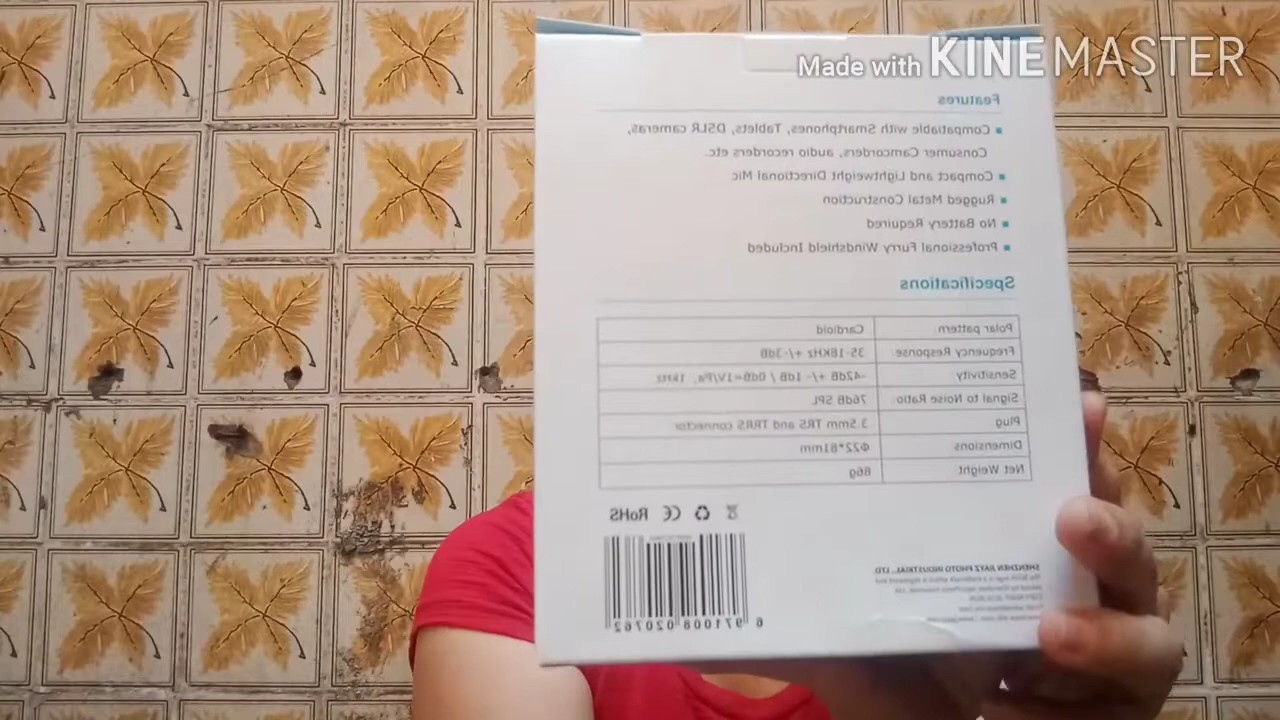 Made with KINEMASTER
Features
Compatiable with Smartphones, Tablets, DSLR cameras,
Consumer Camcorders, audio recorders etc.
Compact and Lightweight Directional Mic
Rugged Metal Construction
No Battery Required
Professional Furry Windshield Included
Specifications
Polar pattern Cardioid
Frequency Response 35-18KHz +/-3dB
Sensitivity -42dB +/- 1dB / 0dB=1V/Pa, 1kHz
Signal to Noise Ratio 76dB SPL
Plug 3.5mm TRS and TRRS connector
Dimensions Φ22*81mm
Net Weight 86g
CE RoHS
SHENZHEN JIAYZ PHOTO INDUSTRIAL., LTD
6 971008 020762